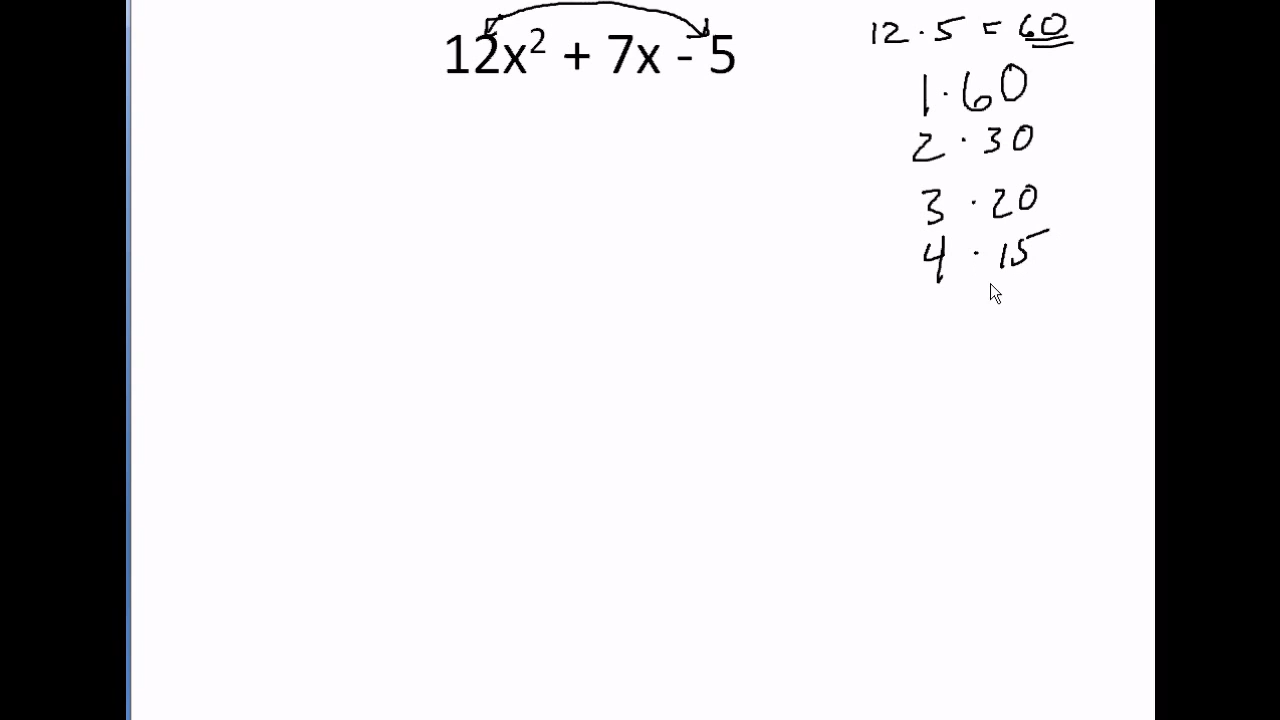 12x² + 7x - 5
12 · 5 = 60
1 · 60
2 · 30
3 · 20
4 · 15